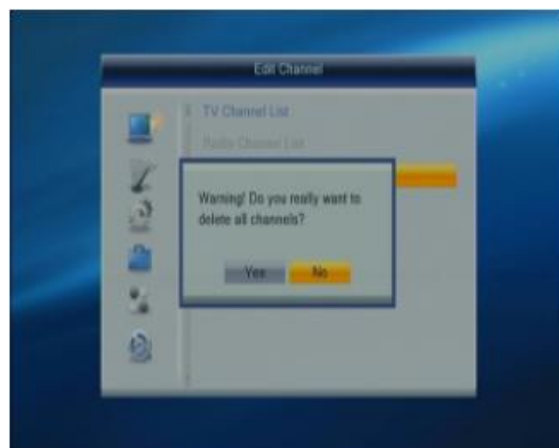 Edit Channel
TV Channel List
Radio Channel List
Warning! Do you really want to
delete all channels?
Yes No